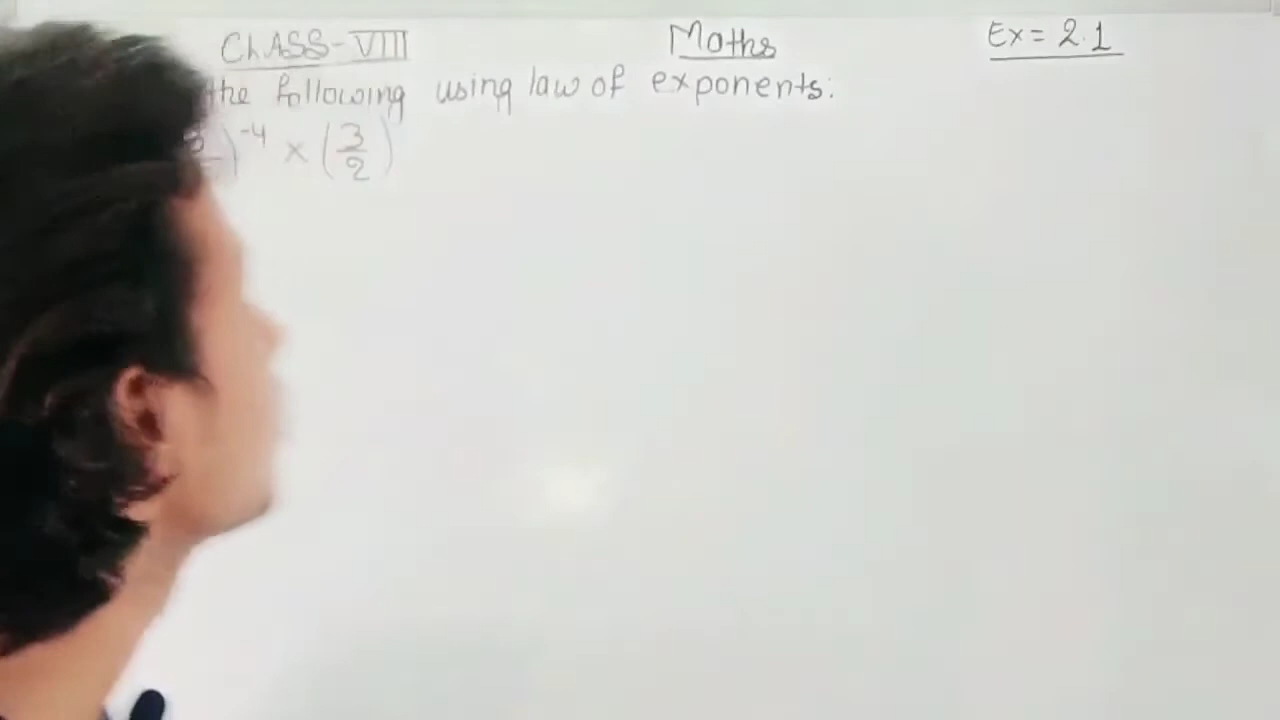 ClASS-VIII Maths Ex = 2.1
the following using law of exponents:
)^-4 × (3/2)